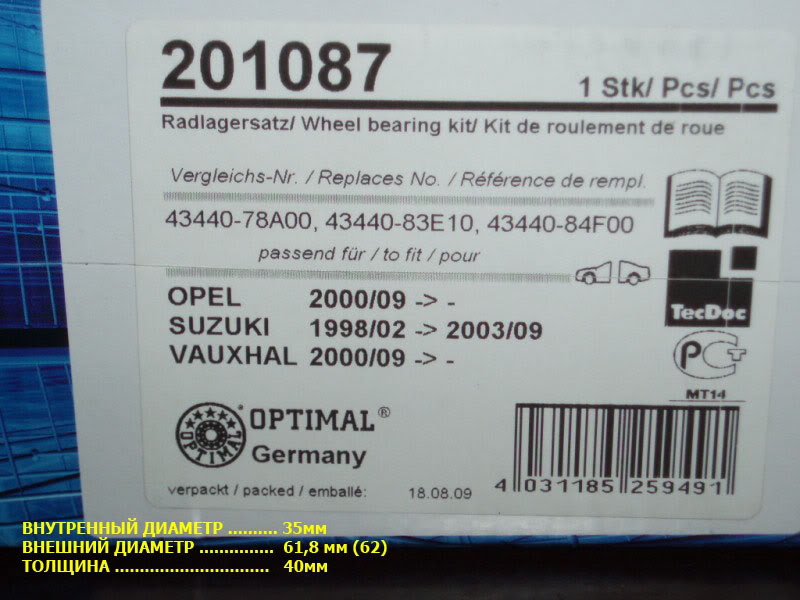 201087
1 Stk/ Pcs/ Pcs
Radlagersatz/ Wheel bearing kit/ Kit de roulement de roue
Vergleichs-Nr. / Replaces No. / Référence de rempl.
43440-78A00, 43440-83E10, 43440-84F00
passend für / to fit / pour
OPEL 2000/09 -> -
SUZUKI 1998/02 -> 2003/09
VAUXHAL 2000/09 -> -
TecDoc
PCT
MT14
OPTIMAL
OPTIMAL®
Germany
verpackt / packed / emballé: 18.08.09
4 031185 259491
ВНУТРЕННЫЙ ДИАМЕТР .......... 35мм
ВНЕШНИЙ ДИАМЕТР ............... 61,8 мм (62)
ТОЛЩИНА ............................... 40мм